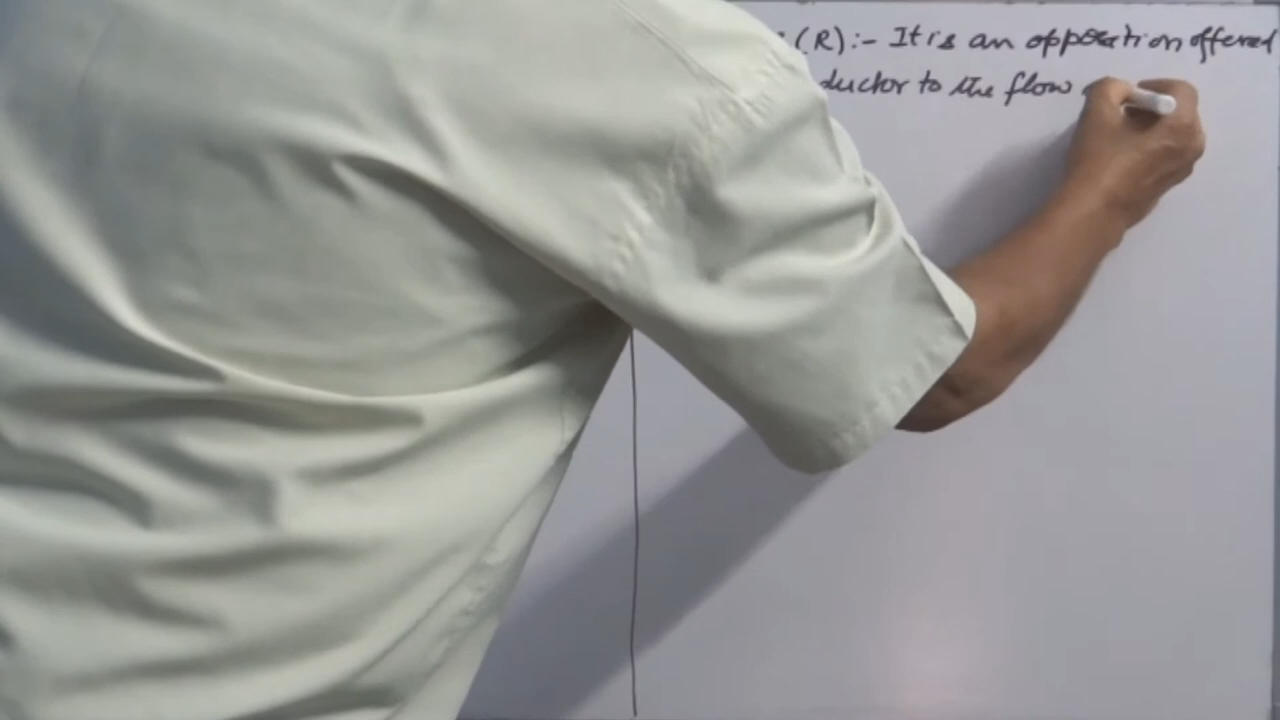 (R):- It is an opposition offered
ductor to the flow